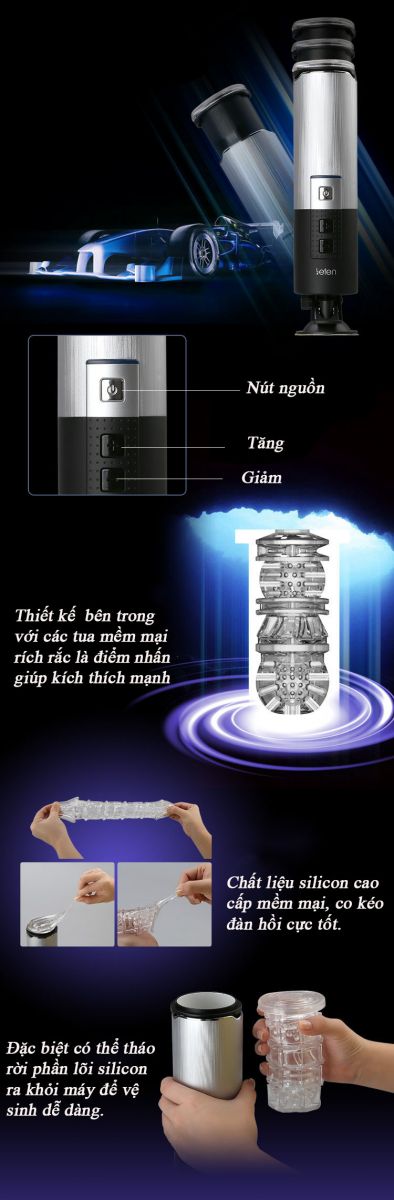 leten
Nút nguồn
Tăng
Giảm
Thiết kế bên trong
với các tua mềm mại
rích rắc là điểm nhấn
giúp kích thích mạnh
Chất liệu silicon cao
cấp mềm mại, co kéo
đàn hồi cực tốt.
Đặc biệt có thể tháo
rời phần lõi silicon
ra khỏi máy để vệ
sinh dễ dàng.